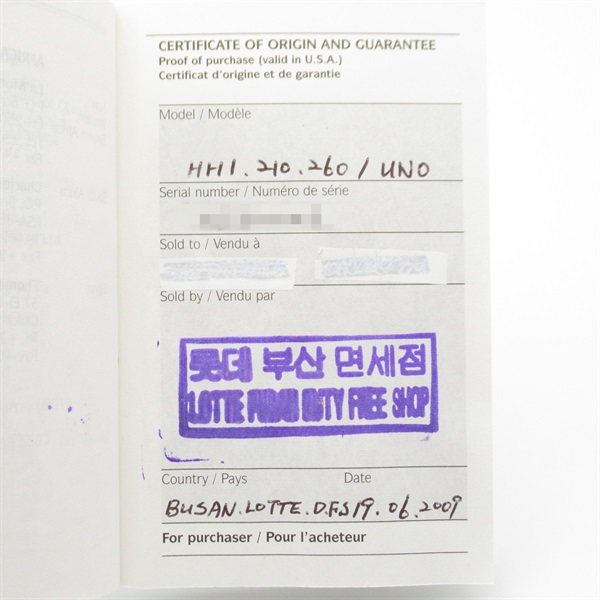 CERTIFICATE OF ORIGIN AND GUARANTEE
Proof of purchase (valid in U.S.A.)
Certificat d'origine et de garantie
Model / Modèle
HH1.210.260 / UNO
Serial number / Numéro de série
Sold to / Vendu à
Sold by / Vendu par
롯데 부산 면세점
LOTTE PUSAN DUTY FREE SHOP
Country / Pays Date
BUSAN.LOTTE.D.F.S 19.06.2009
For purchaser / Pour l'acheteur